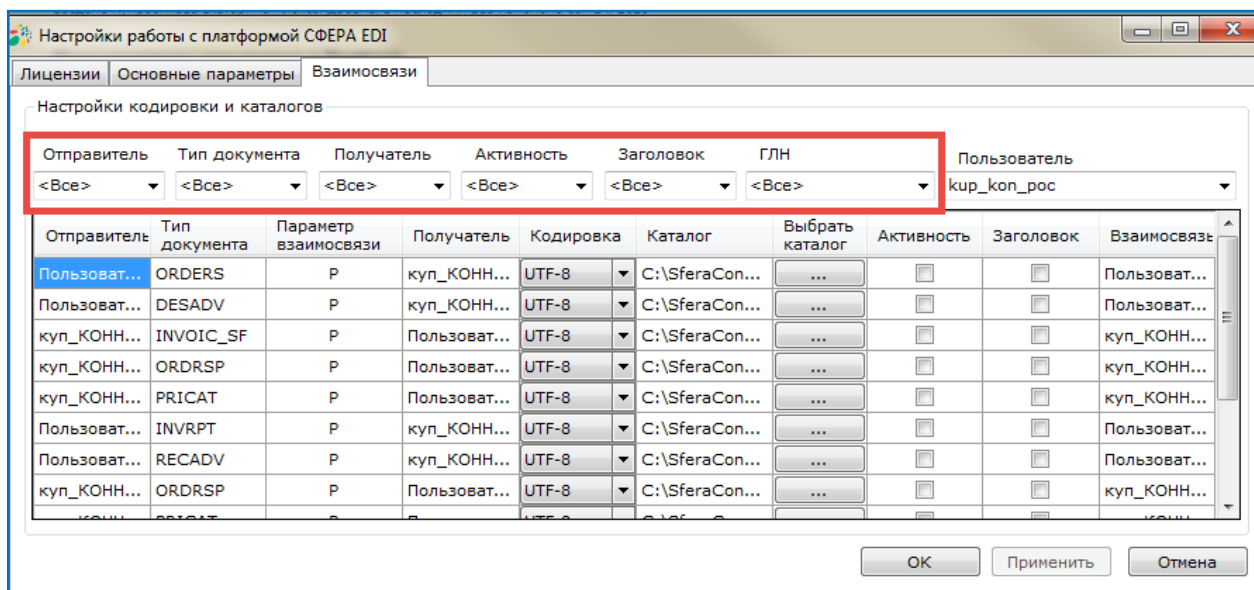 Настройки работы с платформой СФЕРА EDI
Лицензии Основные параметры Взаимосвязи
Настройки кодировки и каталогов
Отправитель Тип документа Получатель Активность Заголовок ГЛН Пользователь
<Все> <Все> <Все> <Все> <Все> <Все> kup_kon_poc
Отправитель Тип документа Параметр взаимосвязи Получатель Кодировка Каталог Выбрать каталог Активность Заголовок Взаимосвязь
Пользоват... ORDERS P куп_КОНН... UTF-8 C:\SferaCon... ... Пользоват...
Пользоват... DESADV P куп_КОНН... UTF-8 C:\SferaCon... ... Пользоват...
куп_КОНН... INVOIC_SF P Пользоват... UTF-8 C:\SferaCon... ... куп_КОНН...
куп_КОНН... ORDRSP P Пользоват... UTF-8 C:\SferaCon... ... куп_КОНН...
куп_КОНН... PRICAT P Пользоват... UTF-8 C:\SferaCon... ... куп_КОНН...
Пользоват... INVRPT P куп_КОНН... UTF-8 C:\SferaCon... ... Пользоват...
Пользоват... RECADV P куп_КОНН... UTF-8 C:\SferaCon... ... Пользоват...
куп_КОНН... ORDRSP P Пользоват... UTF-8 C:\SferaCon... ... куп_КОНН...
OK Применить Отмена